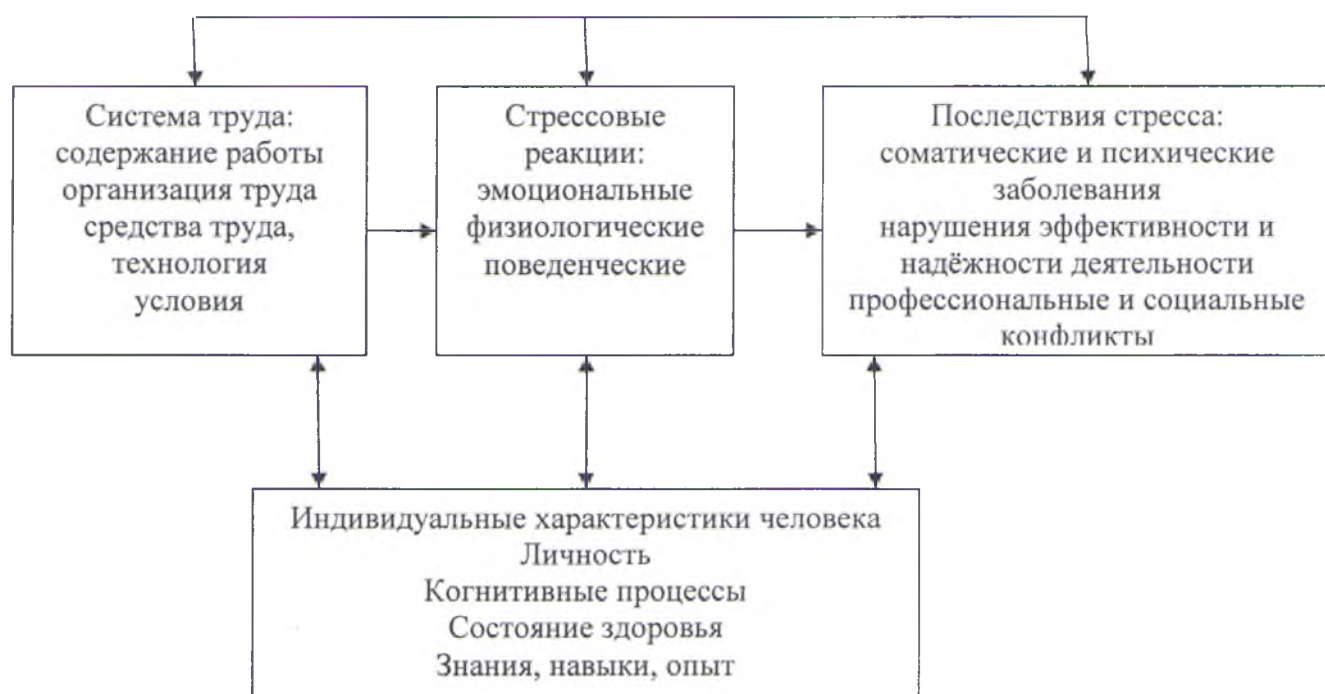 Система труда:
содержание работы
организация труда
средства труда,
технология
условия
Стрессовые
реакции:
эмоциональные
физиологические
поведенческие
Последствия стресса:
соматические и психические
заболевания
нарушения эффективности и
надёжности деятельности
профессиональные и социальные
конфликты
Индивидуальные характеристики человека
Личность
Когнитивные процессы
Состояние здоровья
Знания, навыки, опыт